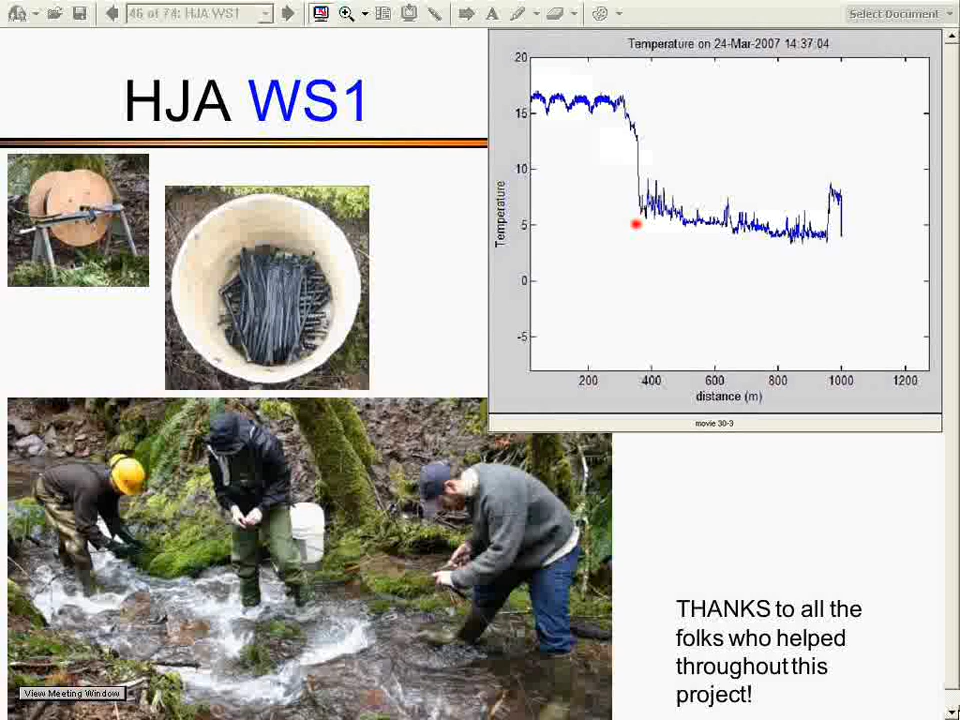 46 of 74: HJA WS1
Select Document
HJA WS1
Temperature on 24-Mar-2007 14:37:04
Temperature
20
15
10
5
0
-5
200 400 600 800 1000 1200
distance (m)
movie 30-3
THANKS to all the
folks who helped
throughout this
project!
View Meeting Window